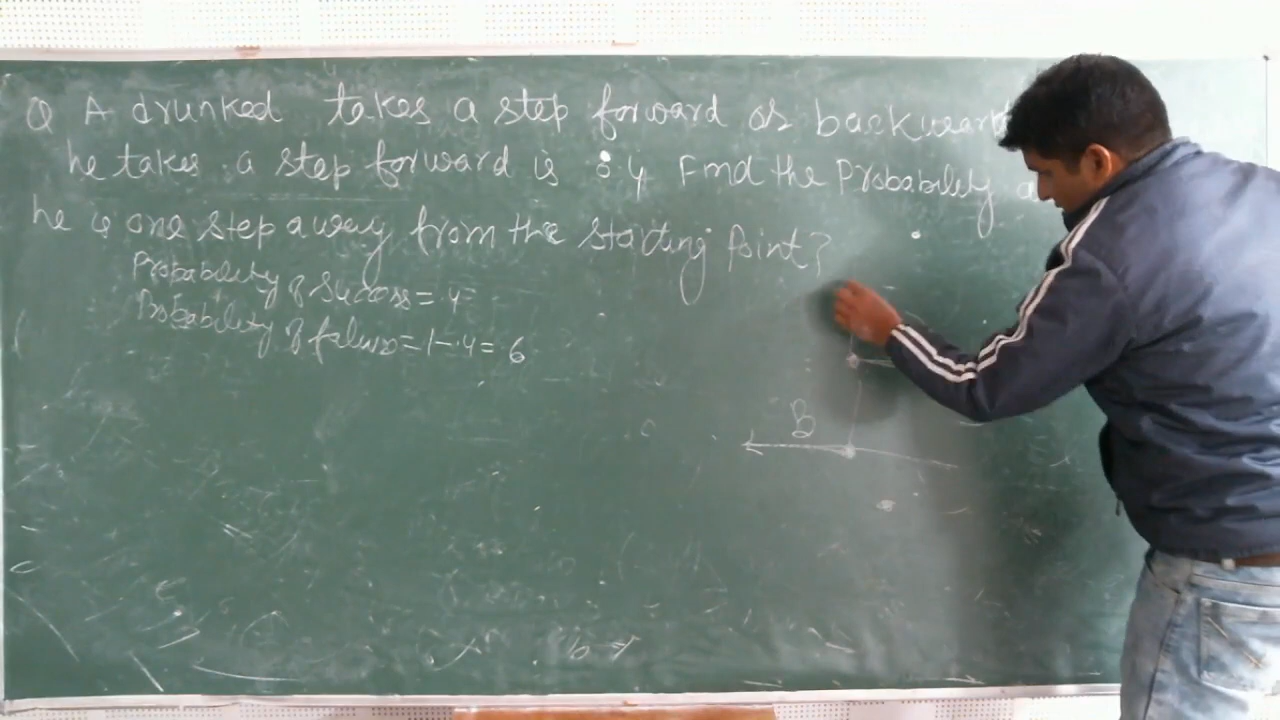 Q A drunked takes a step forward or backward
he takes a step forward is .4 Find the Probability a
he is one step away from the starting Point?
Probability of Success = .4
Probability of failure = 1-.4= 6
B